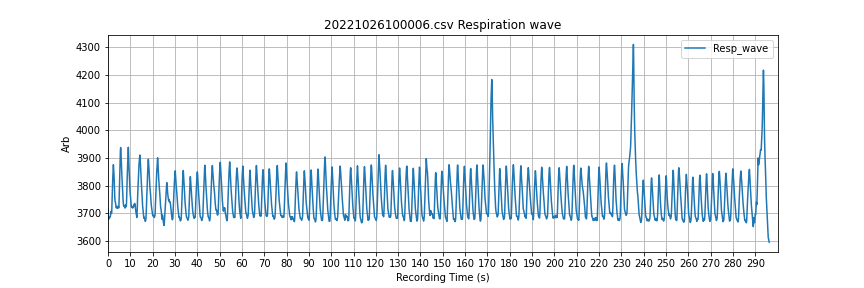 20221026100006.csv Respiration wave
Resp_wave
4300
4200
4100
4000
3900
3800
3700
3600
Arb
0 10 20 30 40 50 60 70 80 90 100 110 120 130 140 150 160 170 180 190 200 210 220 230 240 250 260 270 280 290
Recording Time (s)